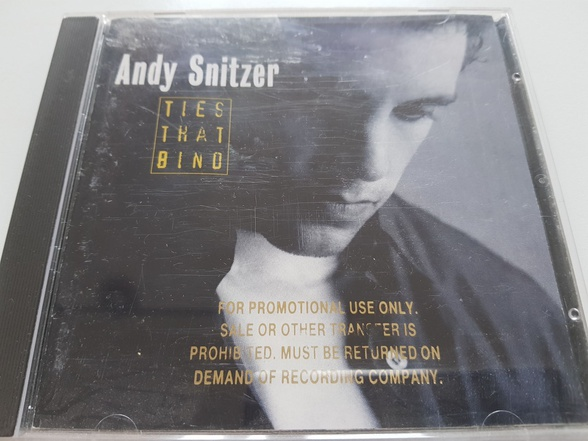 Andy Snitzer
TIES
THAT
BIND
FOR PROMOTIONAL USE ONLY.
SALE OR OTHER TRANSFER IS
PROHIBITED. MUST BE RETURNED ON
DEMAND OF RECORDING COMPANY.